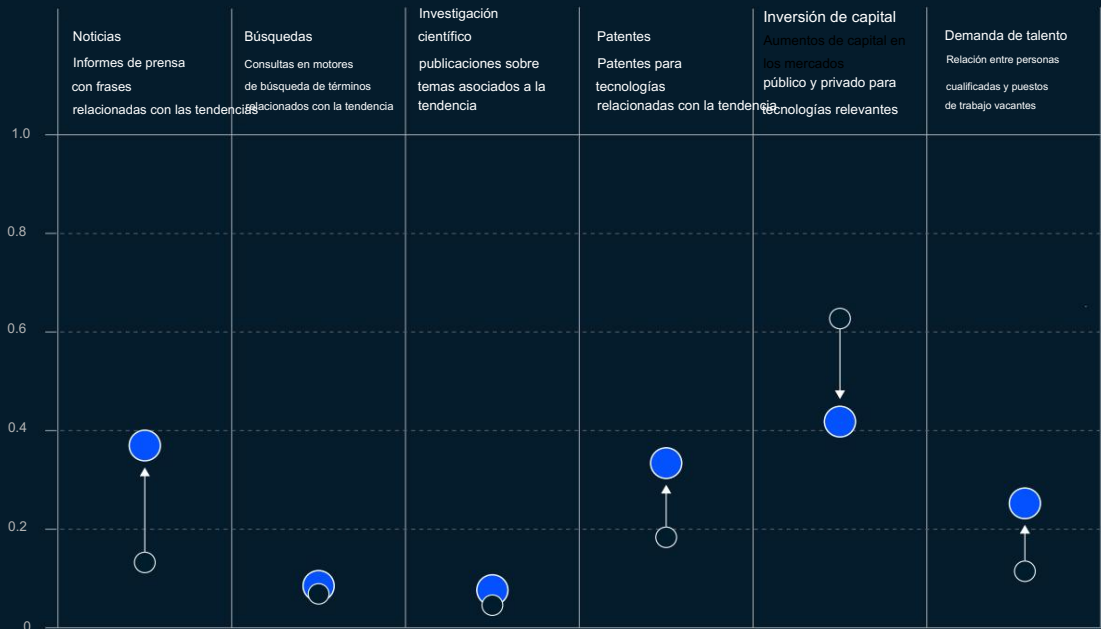 Noticias
Informes de prensa
con frases
relacionadas con las tendencias
Búsquedas
Consultas en motores
de búsqueda de términos
relacionados con la tendencia
Investigación
científico
publicaciones sobre
temas asociados a la
tendencia
Patentes
Patentes para
tecnologías
relacionadas con la tendencia
Inversión de capital
Aumentos de capital en
los mercados
público y privado para
tecnologías relevantes
Demanda de talento
Relación entre personas
cualificadas y puestos
de trabajo vacantes
1.0
0.8
0.6
0.4
0.2
0